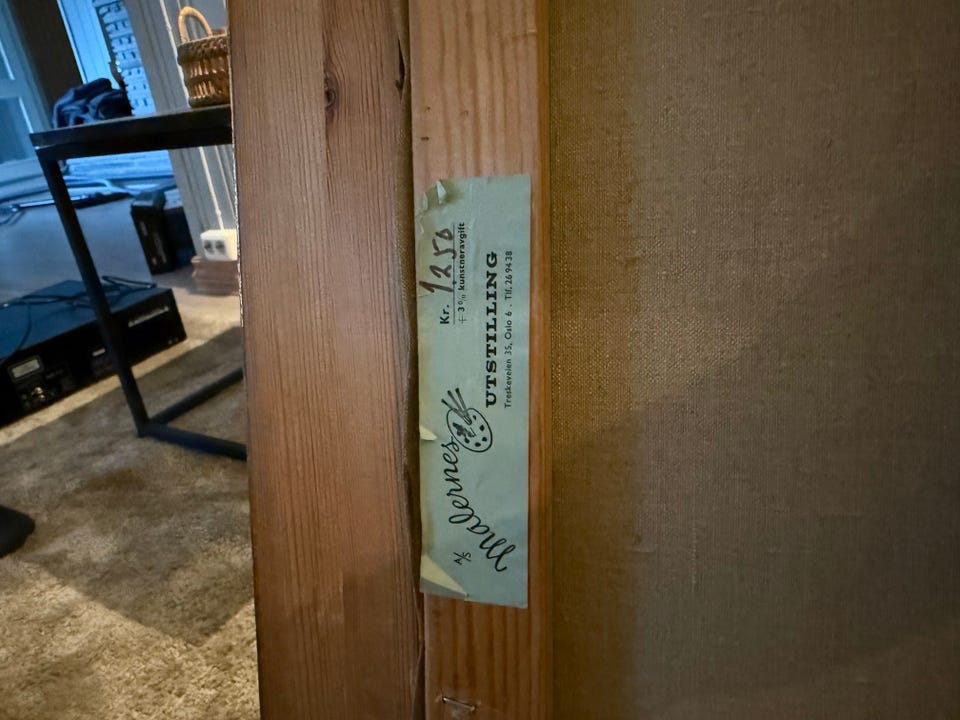 A/S Malernes
UTSTILLING
Treskeveien 35, Oslo 6 . Tlf. 26 94 38
Kr. 1250
+ 3% kunstneravgift